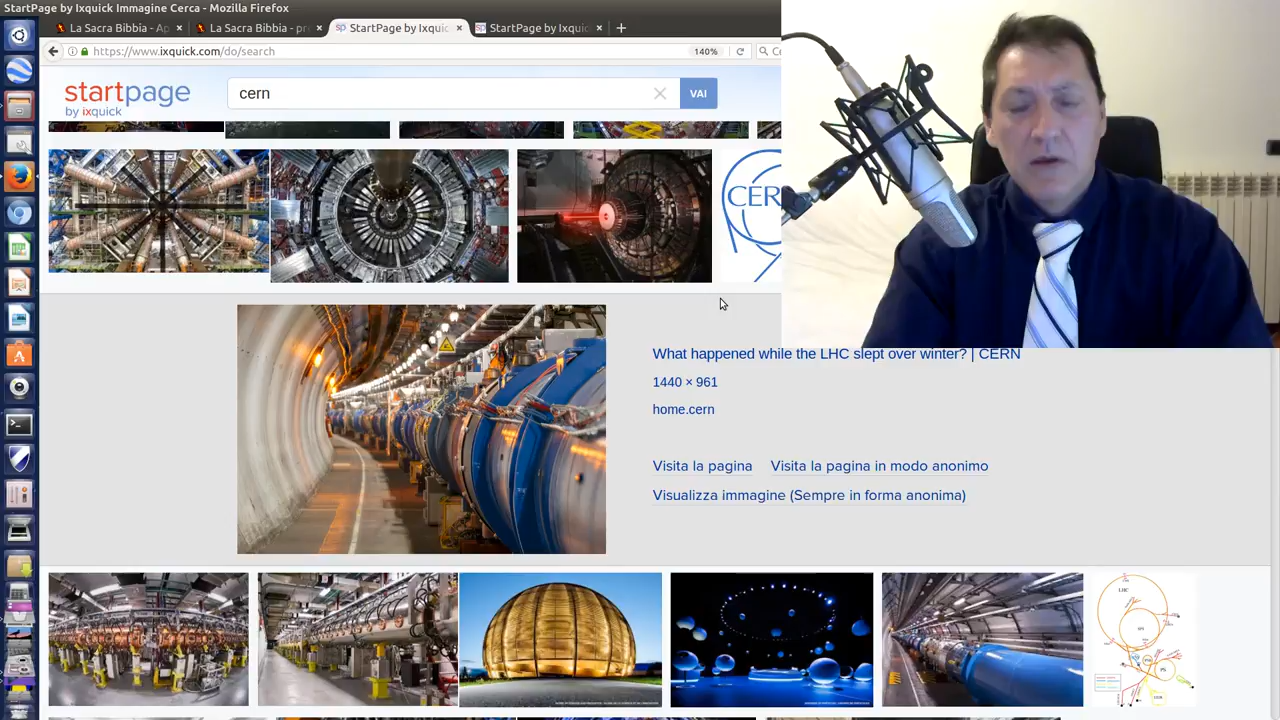 StartPage by Ixquick Immagine Cerca - Mozilla Firefox
La Sacra Bibbia - Ap
La Sacra Bibbia - pr
StartPage by Ixquic
StartPage by Ixquic
https://www.ixquick.com/do/search
140%
startpage
by ixquick
cern
VAI
CER
What happened while the LHC slept over winter? | CERN
1440 × 961
home.cern
Visita la pagina
Visita la pagina in modo anonimo
Visualizza immagine (Sempre in forma anonima)
LHC